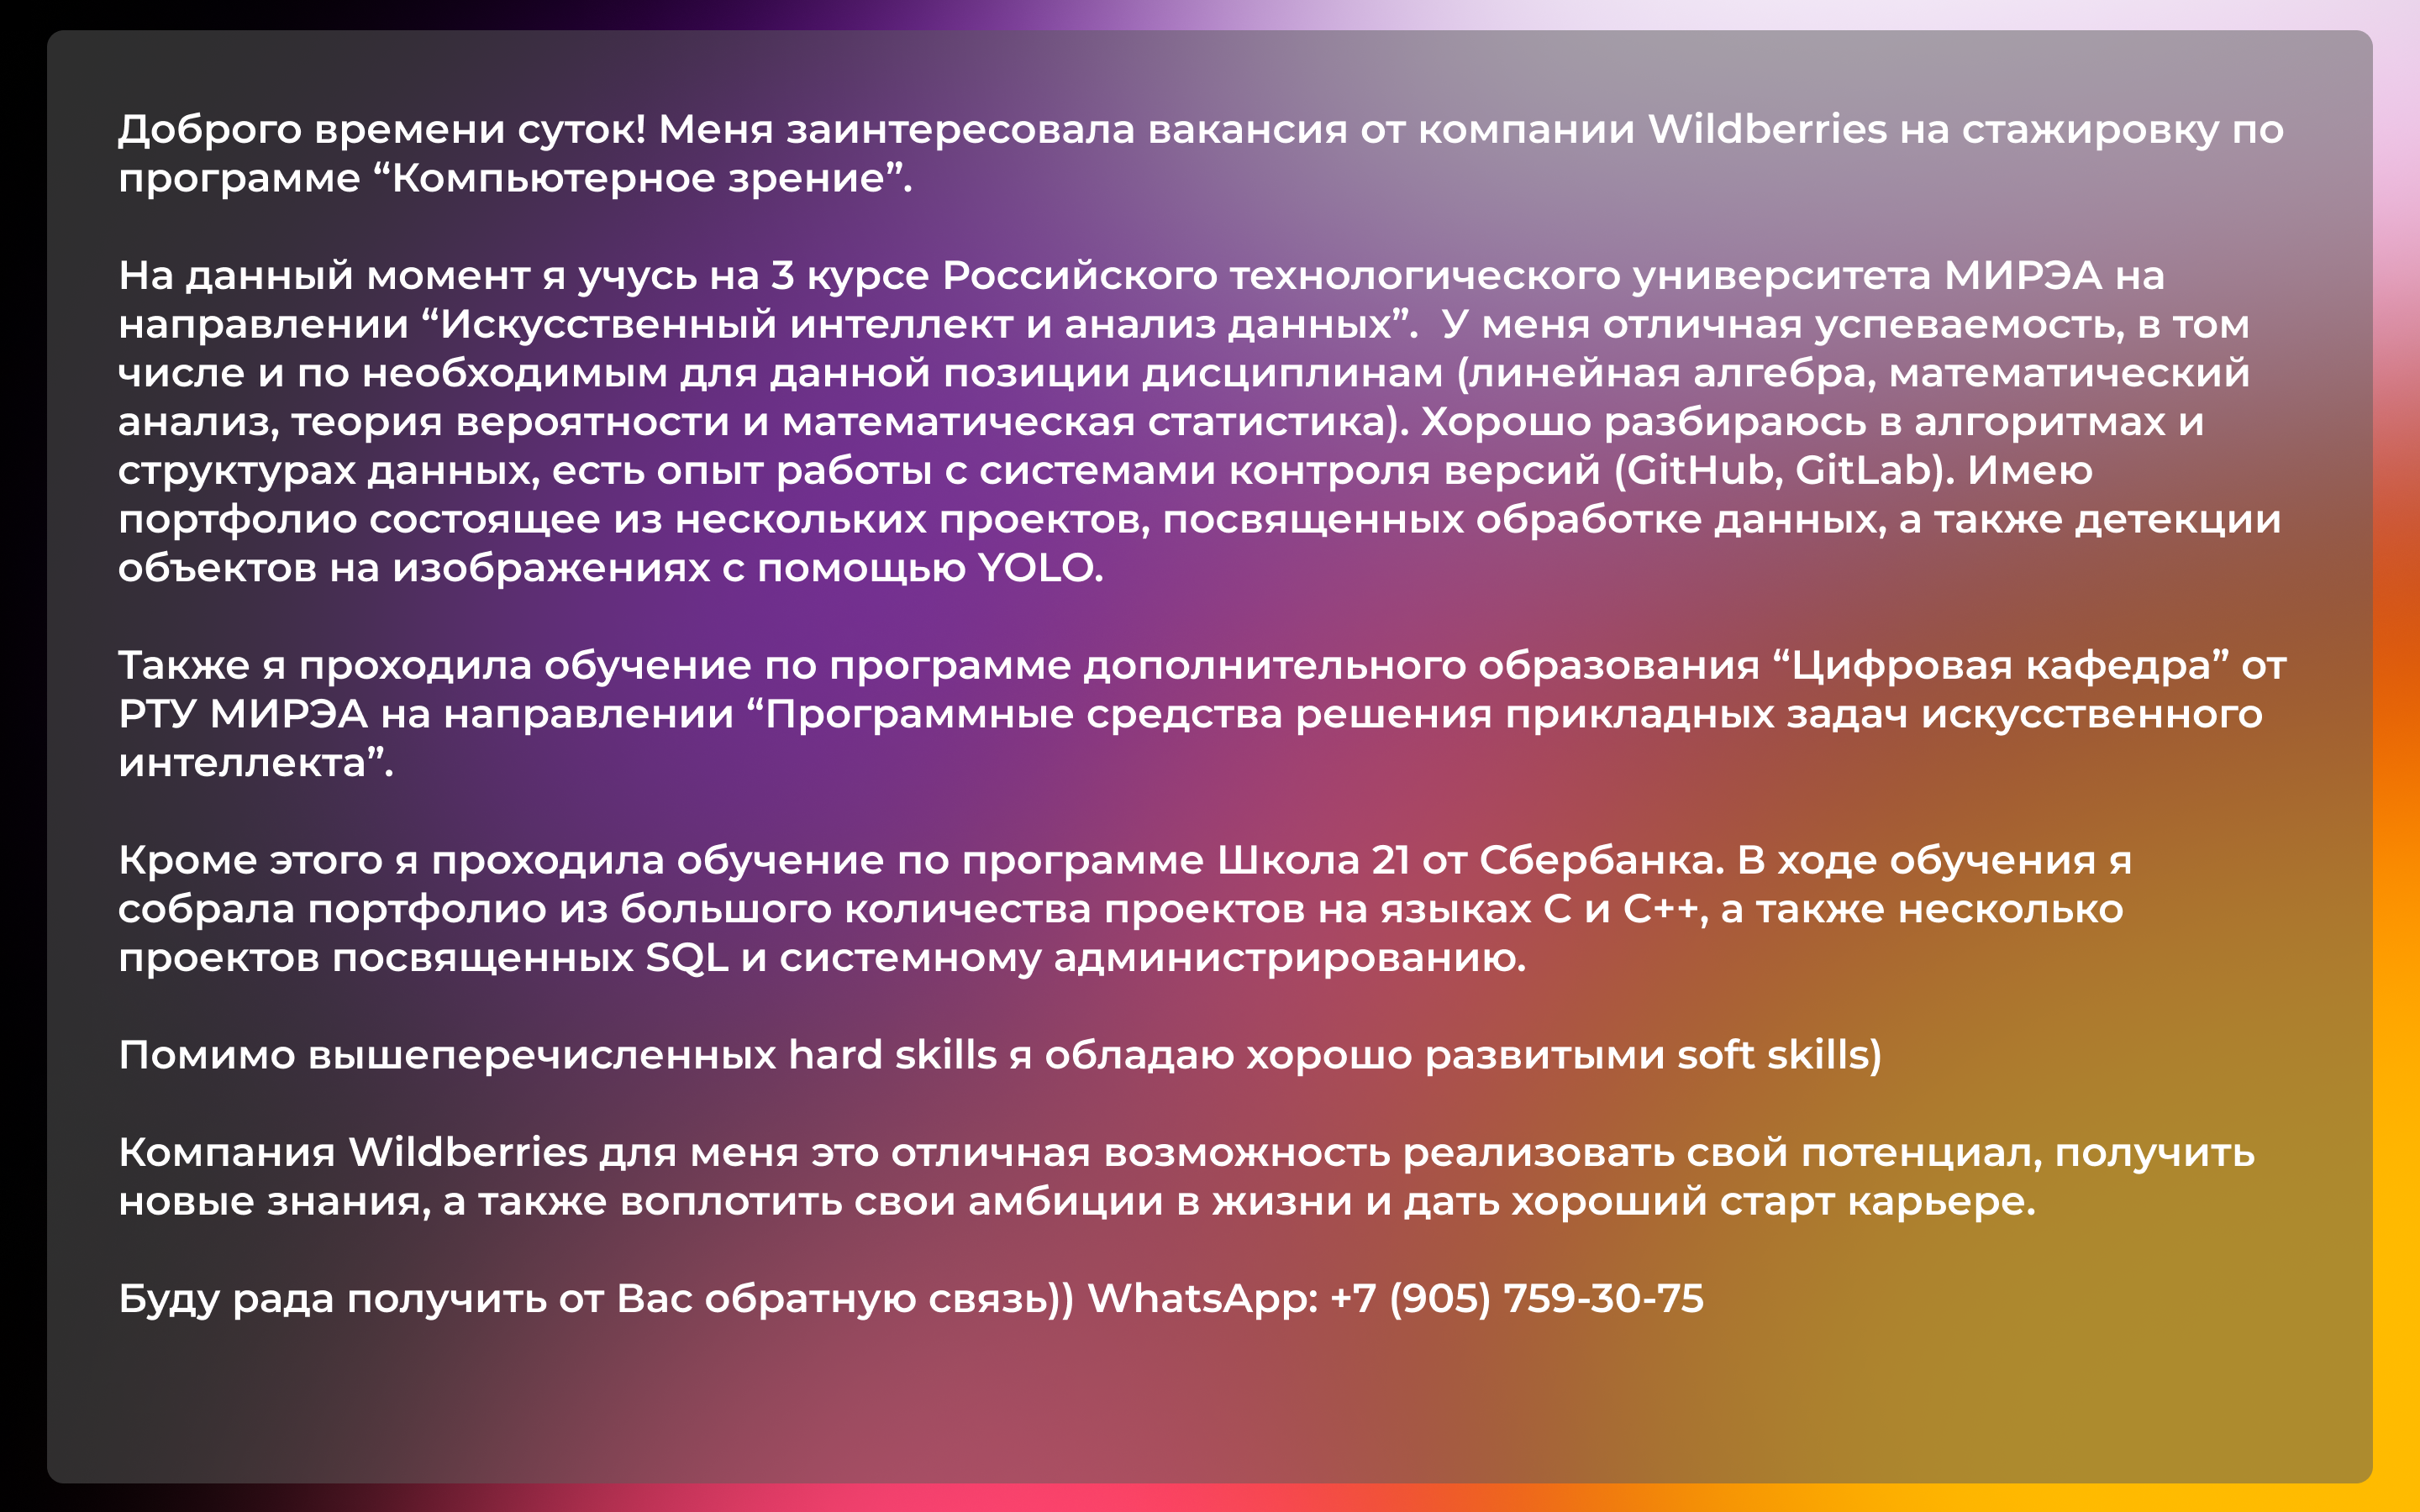 Доброго времени суток! Меня заинтересовала вакансия от компании Wildberries на стажировку по
программе “Компьютерное зрение”.
На данный момент я учусь на 3 курсе Российского технологического университета МИРЭА на
направлении “Искусственный интеллект и анализ данных”.  У меня отличная успеваемость, в том
числе и по необходимым для данной позиции дисциплинам (линейная алгебра, математический
анализ, теория вероятности и математическая статистика). Хорошо разбираюсь в алгоритмах и
структурах данных, есть опыт работы с системами контроля версий (GitHub, GitLab). Имею
портфолио состоящее из нескольких проектов, посвященных обработке данных, а также детекции
объектов на изображениях с помощью YOLO.
Также я проходила обучение по программе дополнительного образования “Цифровая кафедра” от
РТУ МИРЭА на направлении “Программные средства решения прикладных задач искусственного
интеллекта”.
Кроме этого я проходила обучение по программе Школа 21 от Сбербанка. В ходе обучения я
собрала портфолио из большого количества проектов на языках C и C++, а также несколько
проектов посвященных SQL и системному администрированию.
Помимо вышеперечисленных hard skills я обладаю хорошо развитыми soft skills)
Компания Wildberries для меня это отличная возможность реализовать свой потенциал, получить
новые знания, а также воплотить свои амбиции в жизни и дать хороший старт карьере.
Буду рада получить от Вас обратную связь)) WhatsApp: +7 (905) 759-30-75